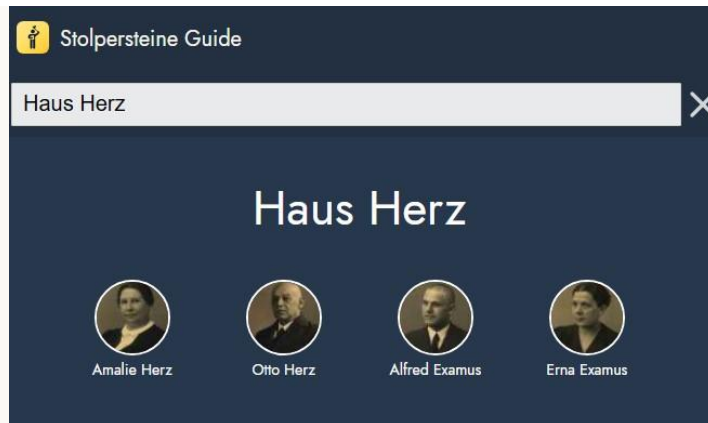 Stolpersteine Guide
Haus Herz
Haus Herz
Amalie Herz
Otto Herz
Alfred Examus
Erna Examus